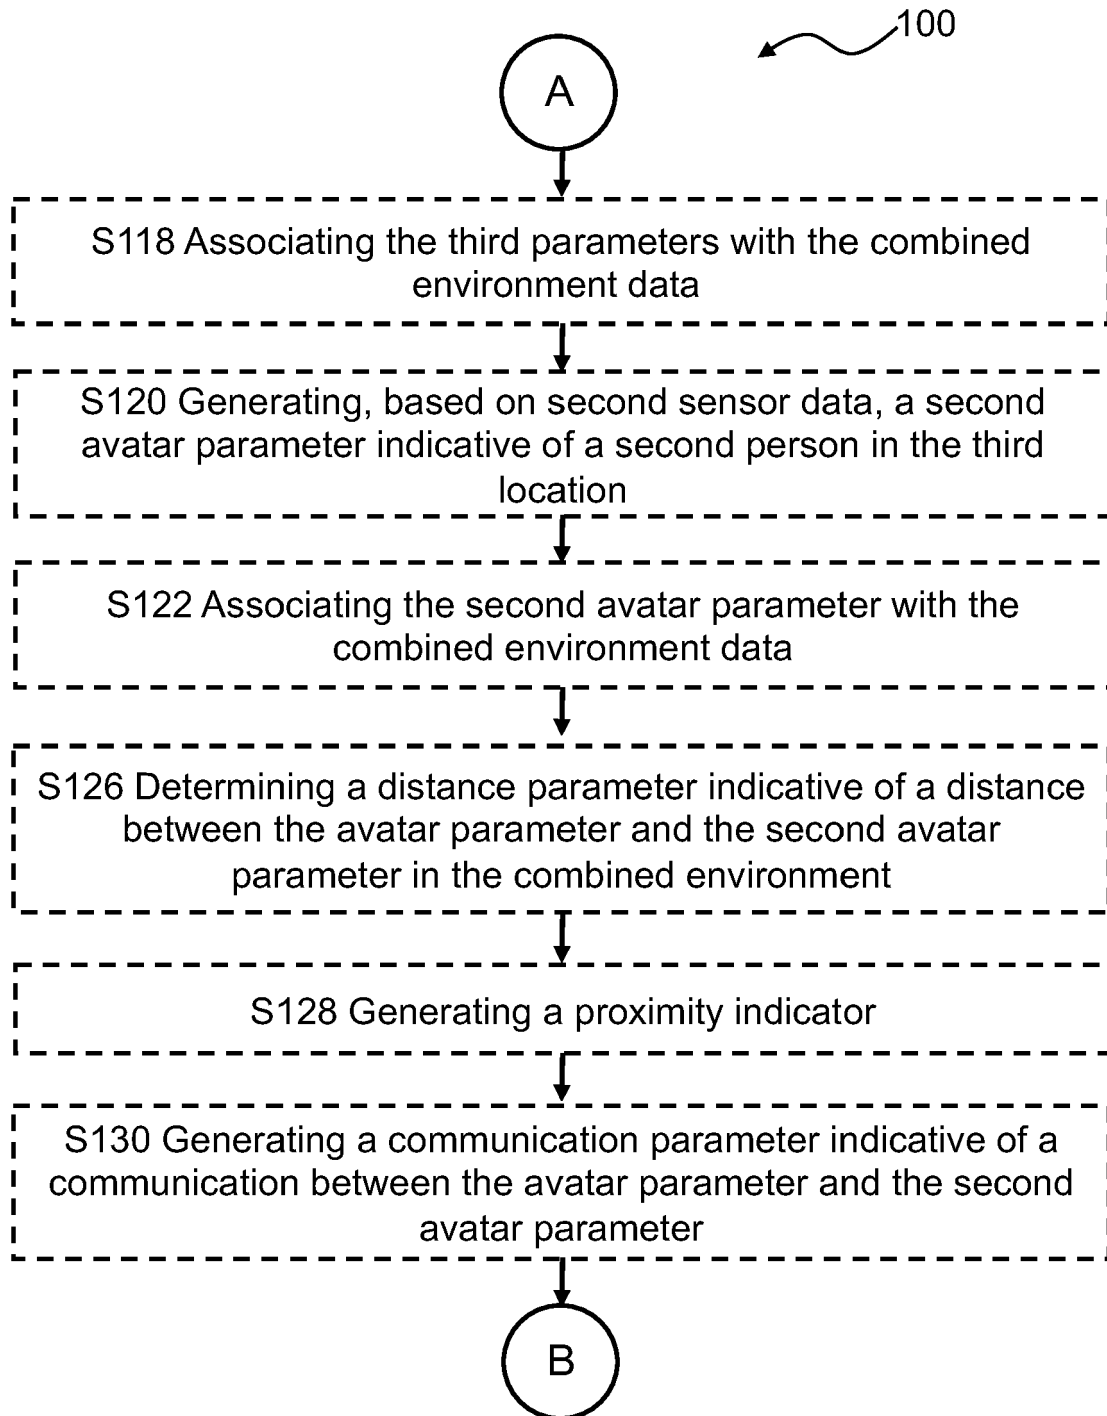 100
A
S118 Associating the third parameters with the combined
environment data
S120 Generating, based on second sensor data, a second
avatar parameter indicative of a second person in the third
location
S122 Associating the second avatar parameter with the
combined environment data
S126 Determining a distance parameter indicative of a distance
between the avatar parameter and the second avatar
parameter in the combined environment
S128 Generating a proximity indicator
S130 Generating a communication parameter indicative of a
communication between the avatar parameter and the second
avatar parameter
B